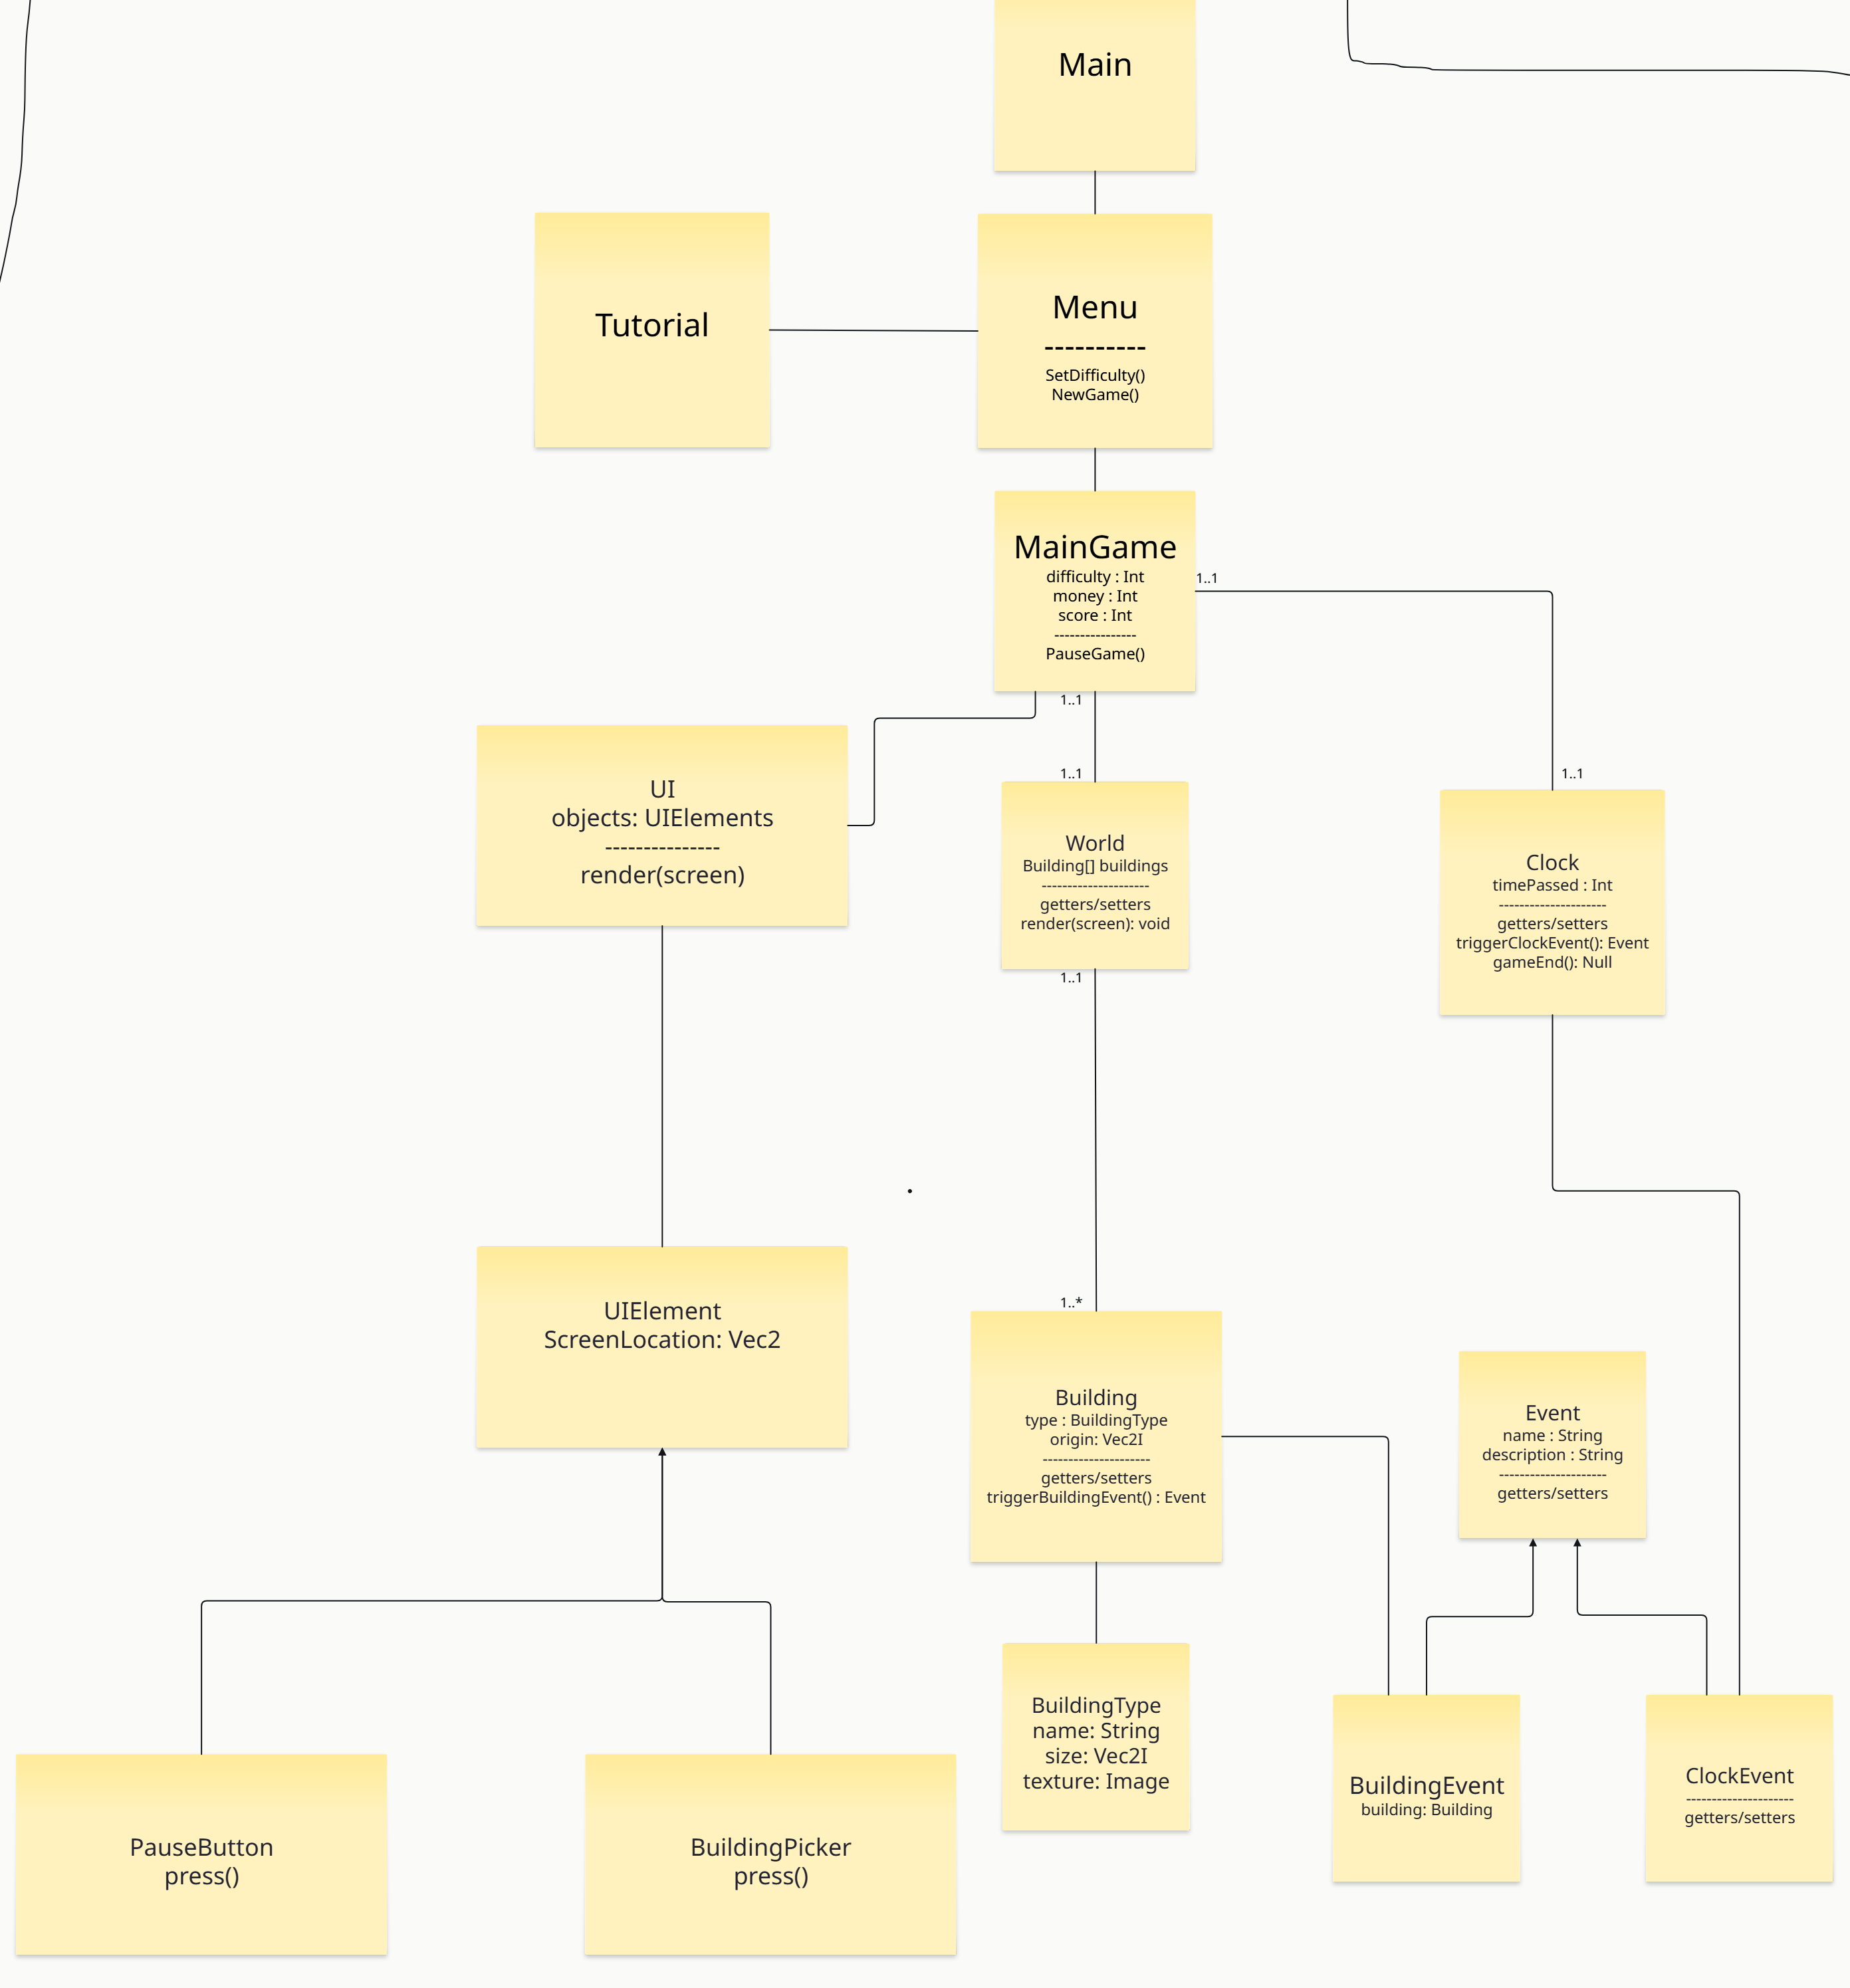 Main
Tutorial
Menu
----------
SetDifficulty()
NewGame()
MainGame
difficulty : Int
money : Int
score : Int
----------------
PauseGame()
1..1
1..1
1..1
1..1
UI
objects: UIElements
---------------
render(screen)
World
Building[] buildings
---------------------
getters/setters
render(screen): void
Clock
timePassed : Int
---------------------
getters/setters
triggerClockEvent(): Event
gameEnd(): Null
1..1
1..*
UIElement
ScreenLocation: Vec2
Building
type : BuildingType
origin: Vec2I
---------------------
getters/setters
triggerBuildingEvent() : Event
Event
name : String
description : String
---------------------
getters/setters
BuildingType
name: String
size: Vec2I
texture: Image
BuildingEvent
building: Building
ClockEvent
---------------------
getters/setters
PauseButton
press()
BuildingPicker
press()